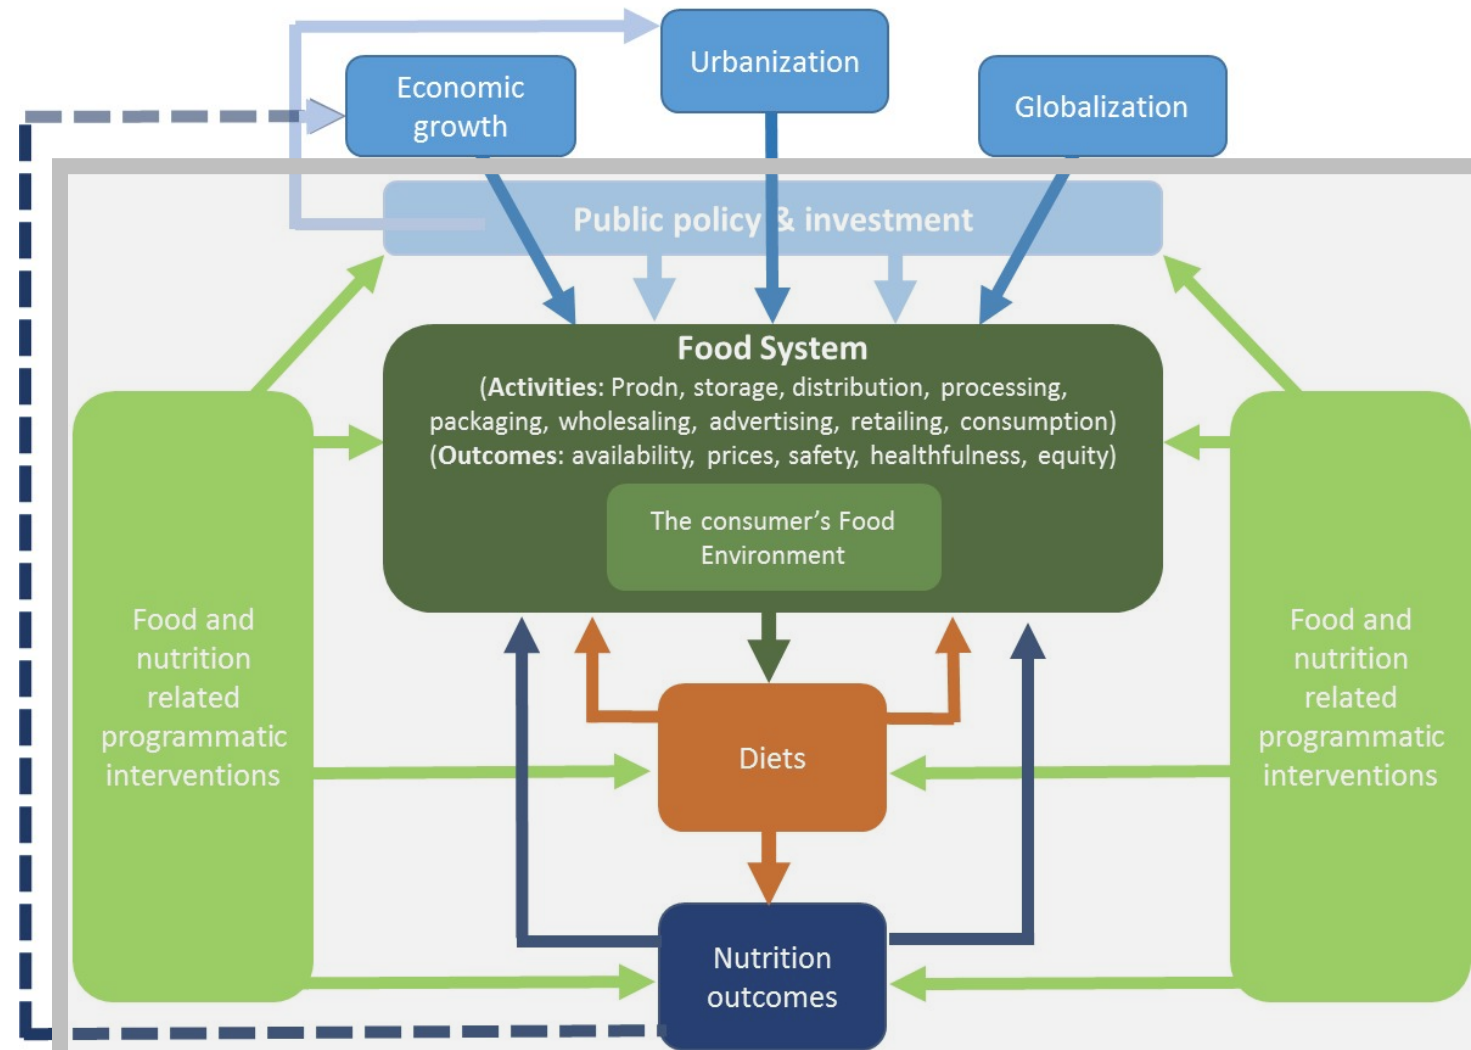 Economic
growth
Urbanization
Globalization
Public policy & investment
Food System
(Activities: Prodn, storage, distribution, processing,
packaging, wholesaling, advertising, retailing, consumption)
(Outcomes: availability, prices, safety, healthfulness, equity)
The consumer's Food
Environment
Food and
nutrition
related
programmatic
interventions
Diets
Nutrition
outcomes
Food and
nutrition
related
programmatic
interventions